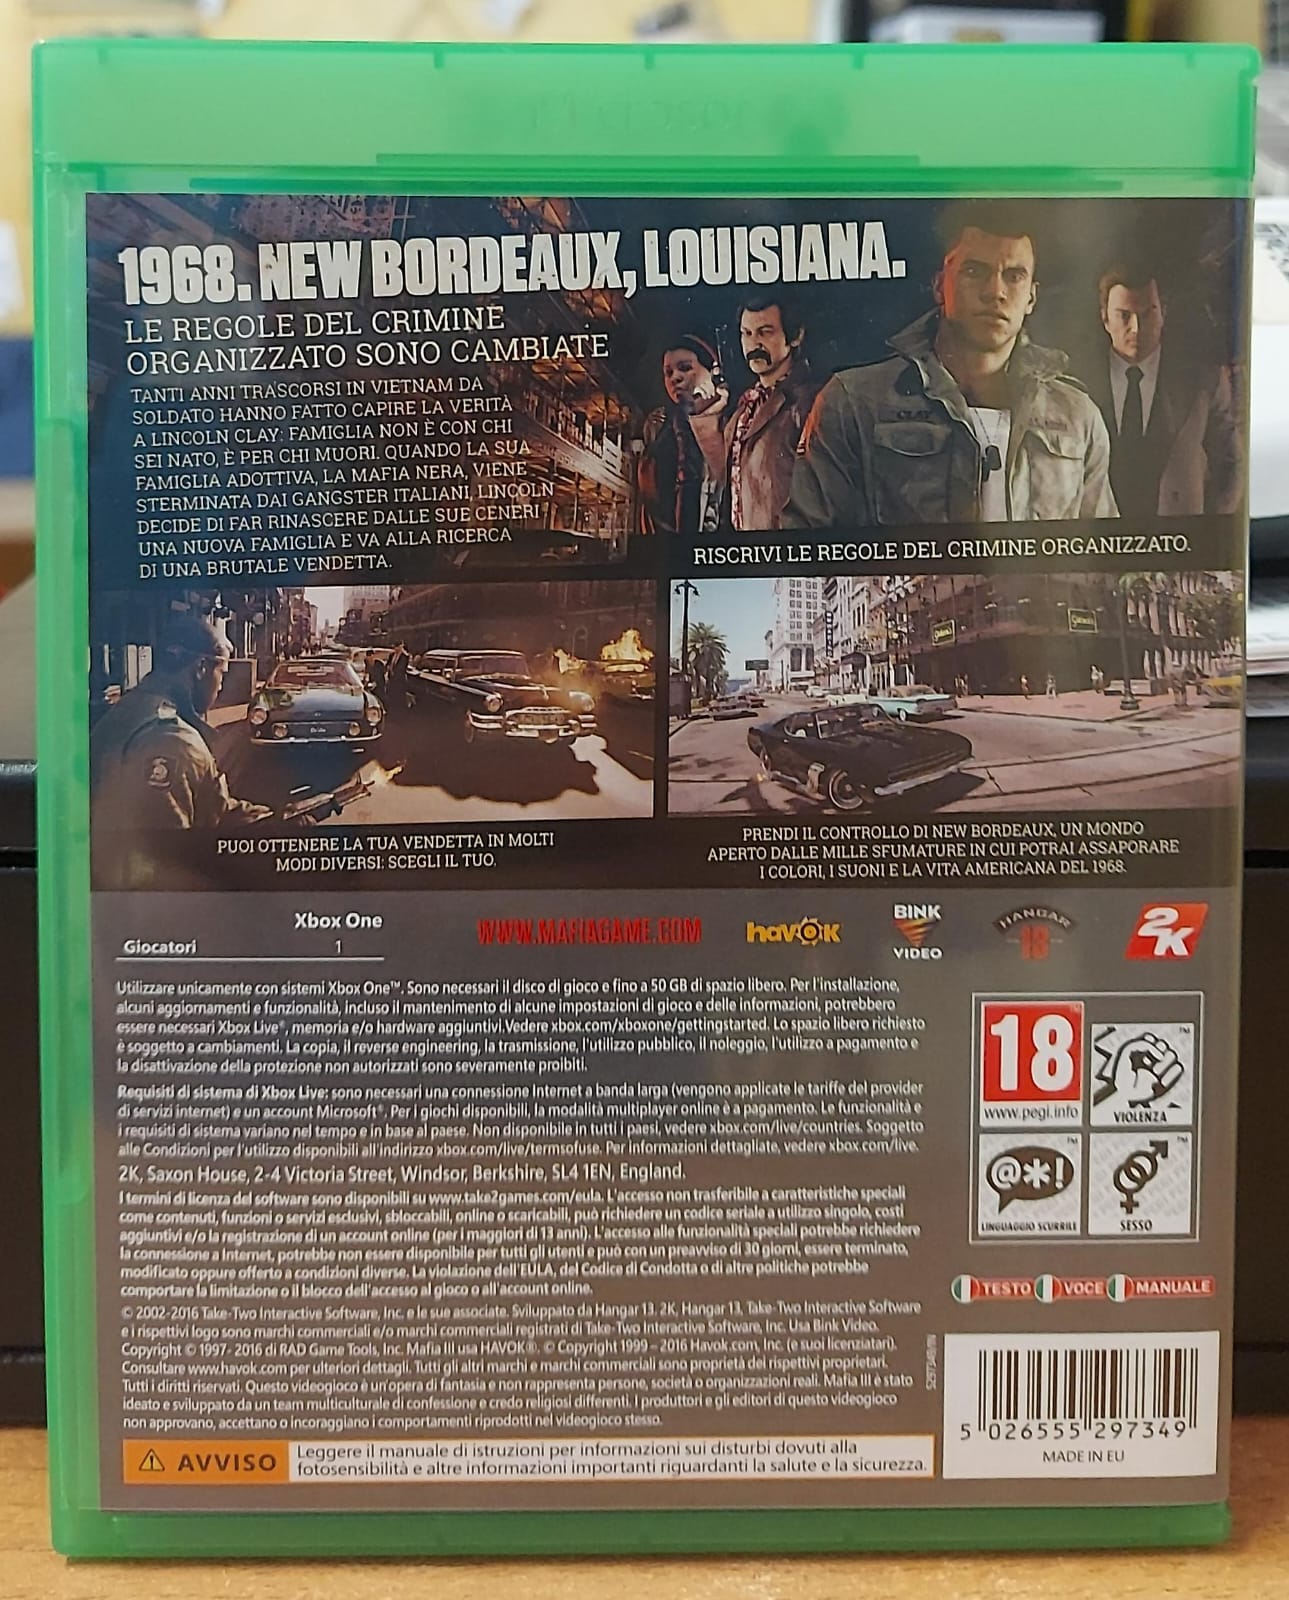 1968. NEW BORDEAUX, LOUISIANA.
LE REGOLE DEL CRIMINE
ORGANIZZATO SONO CAMBIATE
TANTI ANNI TRASCORSI IN VIETNAM DA
SOLDATO HANNO FATTO CAPIRE LA VERITÀ
A LINCOLN CLAY: FAMIGLIA NON È CON CHI
SEI NATO, È PER CHI MUORI. QUANDO LA SUA
FAMIGLIA ADOTTIVA, LA MAFIA NERA, VIENE
STERMINATA DAI GANGSTER ITALIANI, LINCOLN
DECIDE DI FAR RINASCERE DALLE SUE CENERI
UNA NUOVA FAMIGLIA E VA ALLA RICERCA
DI UNA BRUTALE VENDETTA.
CLAY
RISCRIVI LE REGOLE DEL CRIMINE ORGANIZZATO.
PUOI OTTENERE LA TUA VENDETTA IN MOLTI
MODI DIVERSI: SCEGLI IL TUO.
PRENDI IL CONTROLLO DI NEW BORDEAUX, UN MONDO
APERTO DALLE MILLE SFUMATURE IN CUI POTRAI ASSAPORARE
I COLORI, I SUONI E LA VITA AMERICANA DEL 1968.
Xbox One
Giocatori 1
WWW.MAFIAGAME.COM
havok
BINK
VIDEO
HANGAR
13
2K
Utilizzare unicamente con sistemi Xbox One™. Sono necessari il disco di gioco e fino a 50 GB di spazio libero. Per l'installazione,
alcuni aggiornamenti e funzionalità, incluso il mantenimento di alcune impostazioni di gioco e delle informazioni, potrebbero
essere necessari Xbox Live®, memoria e/o hardware aggiuntivi.Vedere xbox.com/xboxone/gettingstarted. Lo spazio libero richiesto
è soggetto a cambiamenti. La copia, il reverse engineering, la trasmissione, l'utilizzo pubblico, il noleggio, l'utilizzo a pagamento e
la disattivazione della protezione non autorizzati sono severamente proibiti.
Requisiti di sistema di Xbox Live: sono necessari una connessione Internet a banda larga (vengono applicate le tariffe del provider
di servizi internet) e un account Microsoft®. Per i giochi disponibili, la modalità multiplayer online è a pagamento. Le funzionalità e
i requisiti di sistema variano nel tempo e in base al paese. Non disponibile in tutti i paesi, vedere xbox.com/live/countries. Soggetto
alle Condizioni per l'utilizzo disponibili all'indirizzo xbox.com/live/termsofuse. Per informazioni dettagliate, vedere xbox.com/live.
2K, Saxon House, 2-4 Victoria Street, Windsor, Berkshire, SL4 1EN, England.
I termini di licenza del software sono disponibili su www.take2games.com/eula. L'accesso non trasferibile a caratteristiche speciali
come contenuti, funzioni o servizi esclusivi, sbloccabili, online o scaricabili, può richiedere un codice seriale a utilizzo singolo, costi
aggiuntivi e/o la registrazione di un account online (per i maggiori di 13 anni). L'accesso alle funzionalità speciali potrebbe richiedere
la connessione a Internet, potrebbe non essere disponibile per tutti gli utenti e può con un preavviso di 30 giorni, essere terminato,
modificato oppure offerto a condizioni diverse. La violazione dell'EULA, del Codice di Condotta o di altre politiche potrebbe
comportare la limitazione o il blocco dell'accesso al gioco o all'account online.
© 2002-2016 Take-Two Interactive Software, Inc. e le sue associate. Sviluppato da Hangar 13. 2K, Hangar 13, Take-Two Interactive Software
e i rispettivi logo sono marchi commerciali e/o marchi commerciali registrati di Take-Two Interactive Software, Inc. Usa Bink Video.
Copyright © 1997- 2016 di RAD Game Tools, Inc. Mafia III usa HAVOK®. © Copyright 1999 – 2016 Havok.com, Inc. (e suoi licenziatari).
Consultare www.havok.com per ulteriori dettagli. Tutti gli altri marchi e marchi commerciali sono proprietà dei rispettivi proprietari.
Tutti i diritti riservati. Questo videogioco è un'opera di fantasia e non rappresenta persone, società o organizzazioni reali. Mafia III è stato
ideato e sviluppato da un team multiculturale di confessione e credo religiosi differenti. I produttori e gli editori di questo videogioco
non approvano, accettano o incoraggiano i comportamenti riprodotti nel videogioco stesso.
AVVISO
Leggere il manuale di istruzioni per informazioni sui disturbi dovuti alla
fotosensibilità e altre informazioni importanti riguardanti la salute e la sicurezza.
18
www.pegi.info
VIOLENZA
@*!
LINGUAGGIO SCURRILE
SESSO
TESTO VOCE MANUALE
5 026555 297349
MADE IN EU